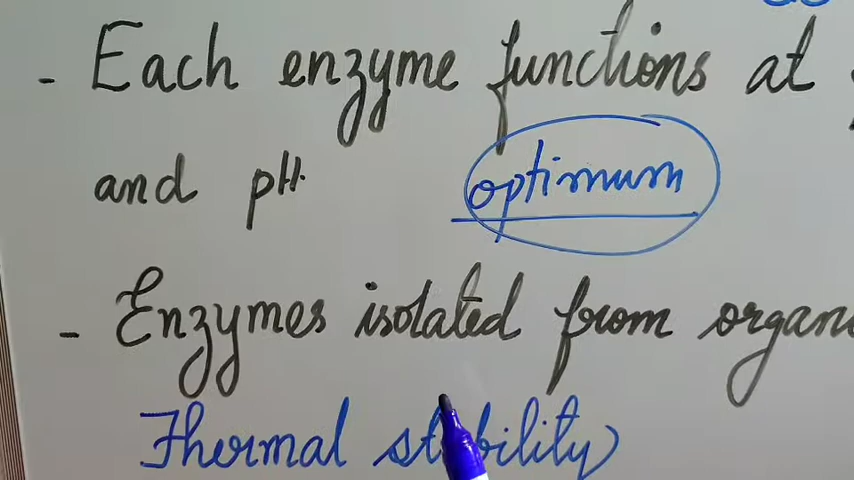 - Each enzyme functions at
and pH. optimum
- Enzymes isolated from
Thermal stability